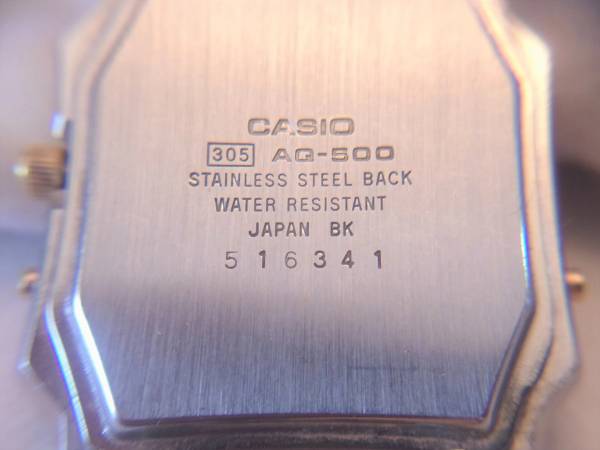 CASIO
305 AQ-500
STAINLESS STEEL BACK
WATER RESISTANT
JAPAN BK
516341